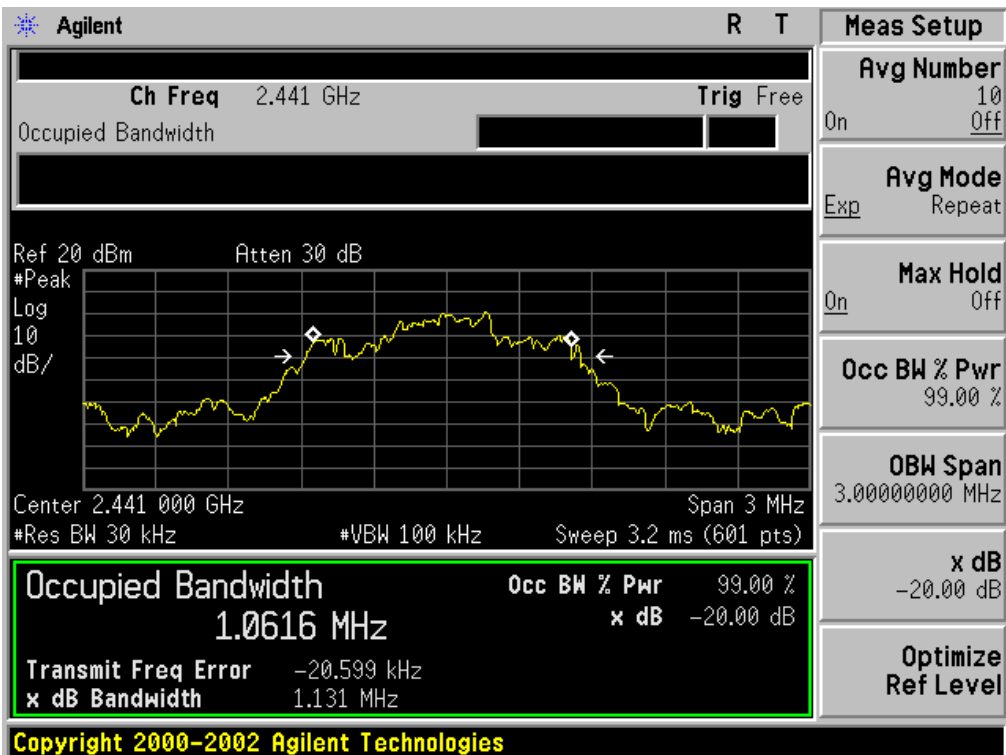 Agilent R T
Ch Freq 2.441 GHz Trig Free
Occupied Bandwidth
Ref 20 dBm Atten 30 dB
#Peak
Log
10
dB/
Center 2.441 000 GHz Span 3 MHz
#Res BW 30 kHz #VBW 100 kHz Sweep 3.2 ms (601 pts)
Occupied Bandwidth
1.0616 MHz
Occ BW % Pwr 99.00 %
x dB -20.00 dB
Transmit Freq Error -20.599 kHz
x dB Bandwidth 1.131 MHz
Copyright 2000-2002 Agilent Technologies
Meas Setup
Avg Number
10
On Off
Avg Mode
Exp Repeat
Max Hold
On Off
Occ BW % Pwr
99.00 %
OBW Span
3.00000000 MHz
x dB
-20.00 dB
Optimize
Ref Level